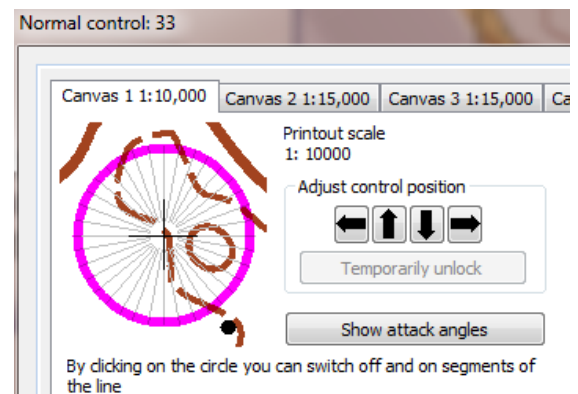 Normal control: 33
Canvas 1 1:10,000 Canvas 2 1:15,000 Canvas 3 1:15,000 Ca
Printout scale
1: 10000
Adjust control position
Temporarily unlock
Show attack angles
By clicking on the circle you can switch off and on segments of
the line